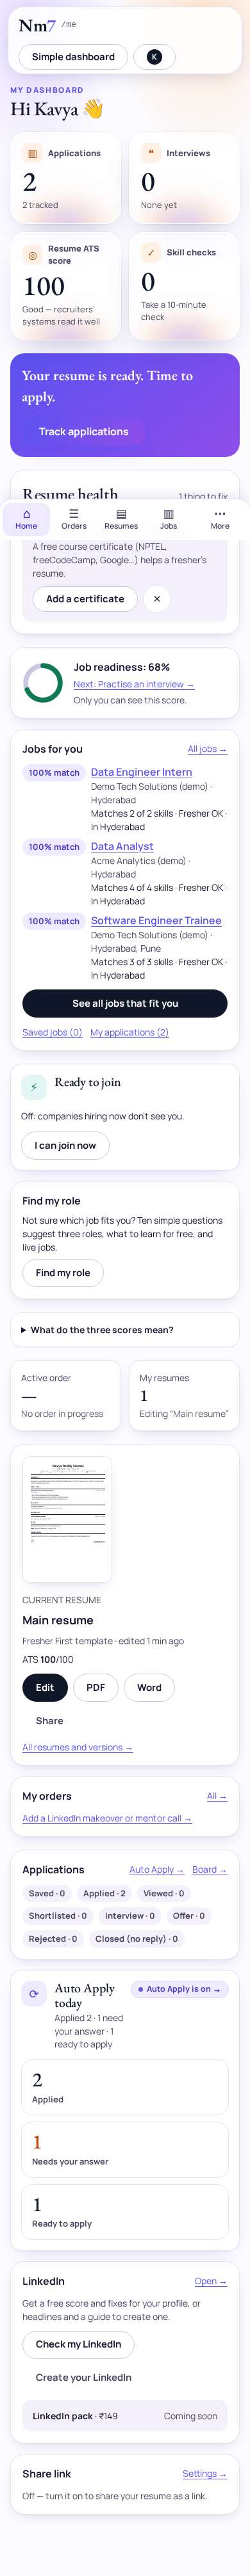 Nm7 /me
Simple dashboard
K
MY DASHBOARD
Hi Kavya 👋
Applications
2
2 tracked
Interviews
0
None yet
Resume ATS
score
100
Good — recruiters'
systems read it well
Skill checks
0
Take a 10-minute
check
Your resume is ready. Time to
apply.
Track applications
Resume health
1 thing to fix
Home
Orders
Resumes
Jobs
More
A free course certificate (NPTEL,
freeCodeCamp, Google…) helps a fresher's
resume.
Add a certificate
×
Job readiness: 68%
Next: Practise an interview →
Only you can see this score.
Jobs for you
All jobs →
100% match
Data Engineer Intern
Demo Tech Solutions (demo) ·
Hyderabad
Matches 2 of 2 skills · Fresher OK ·
In Hyderabad
100% match
Data Analyst
Acme Analytics (demo) ·
Hyderabad
Matches 4 of 4 skills · Fresher OK ·
In Hyderabad
100% match
Software Engineer Trainee
Demo Tech Solutions (demo) ·
Hyderabad, Pune
Matches 3 of 3 skills · Fresher OK ·
In Hyderabad
See all jobs that fit you
Saved jobs (0)
My applications (2)
Ready to join
Off: companies hiring now don't see you.
I can join now
Find my role
Not sure which job fits you? Ten simple questions
suggest three roles, what to learn for free, and
live jobs.
Find my role
▶ What do the three scores mean?
Active order
—
No order in progress
My resumes
1
Editing "Main resume"
CURRENT RESUME
Main resume
Fresher First template · edited 1 min ago
ATS 100/100
Edit
PDF
Word
Share
All resumes and versions →
My orders
All →
Add a LinkedIn makeover or mentor call →
Applications
Auto Apply →
Board →
Saved · 0
Applied · 2
Viewed · 0
Shortlisted · 0
Interview · 0
Offer · 0
Rejected · 0
Closed (no reply) · 0
Auto Apply
today
Auto Apply is on →
Applied 2 · 1 need
your answer · 1
ready to apply
2
Applied
1
Needs your answer
1
Ready to apply
LinkedIn
Open →
Get a free score and fixes for your profile, or
headlines and a guide to create one.
Check my LinkedIn
Create your LinkedIn
LinkedIn pack · ₹149
Coming soon
Share link
Settings →
Off — turn it on to share your resume as a link.